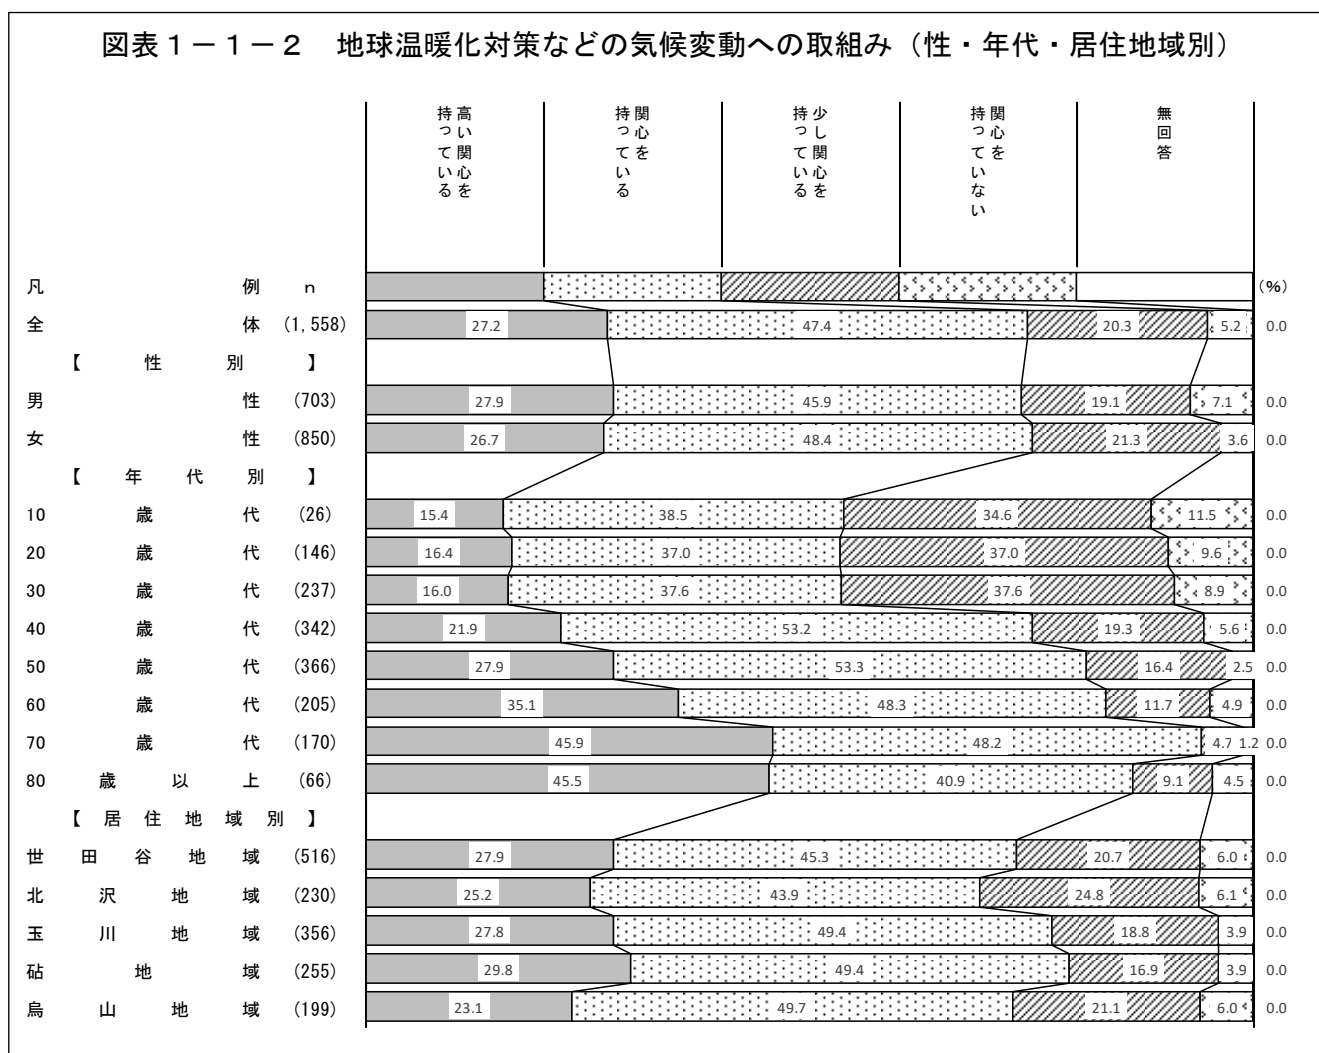 図表１－１－２　地球温暖化対策などの気候変動への取組み（性・年代・居住地域別）
高い関心を
持っている
関心を
持っている
少し関心を
持っている
関心を
持っていない
無回答
凡例 n (%)
全体 (1,558) 27.2 47.4 20.3 5.2 0.0
【性別】
男性 (703) 27.9 45.9 19.1 7.1 0.0
女性 (850) 26.7 48.4 21.3 3.6 0.0
【年代別】
10歳代 (26) 15.4 38.5 34.6 11.5 0.0
20歳代 (146) 16.4 37.0 37.0 9.6 0.0
30歳代 (237) 16.0 37.6 37.6 8.9 0.0
40歳代 (342) 21.9 53.2 19.3 5.6 0.0
50歳代 (366) 27.9 53.3 16.4 2.5 0.0
60歳代 (205) 35.1 48.3 11.7 4.9 0.0
70歳代 (170) 45.9 48.2 4.7 1.2 0.0
80歳以上 (66) 45.5 40.9 9.1 4.5 0.0
【居住地域別】
世田谷地域 (516) 27.9 45.3 20.7 6.0 0.0
北沢地域 (230) 25.2 43.9 24.8 6.1 0.0
玉川地域 (356) 27.8 49.4 18.8 3.9 0.0
砧地域 (255) 29.8 49.4 16.9 3.9 0.0
烏山地域 (199) 23.1 49.7 21.1 6.0 0.0